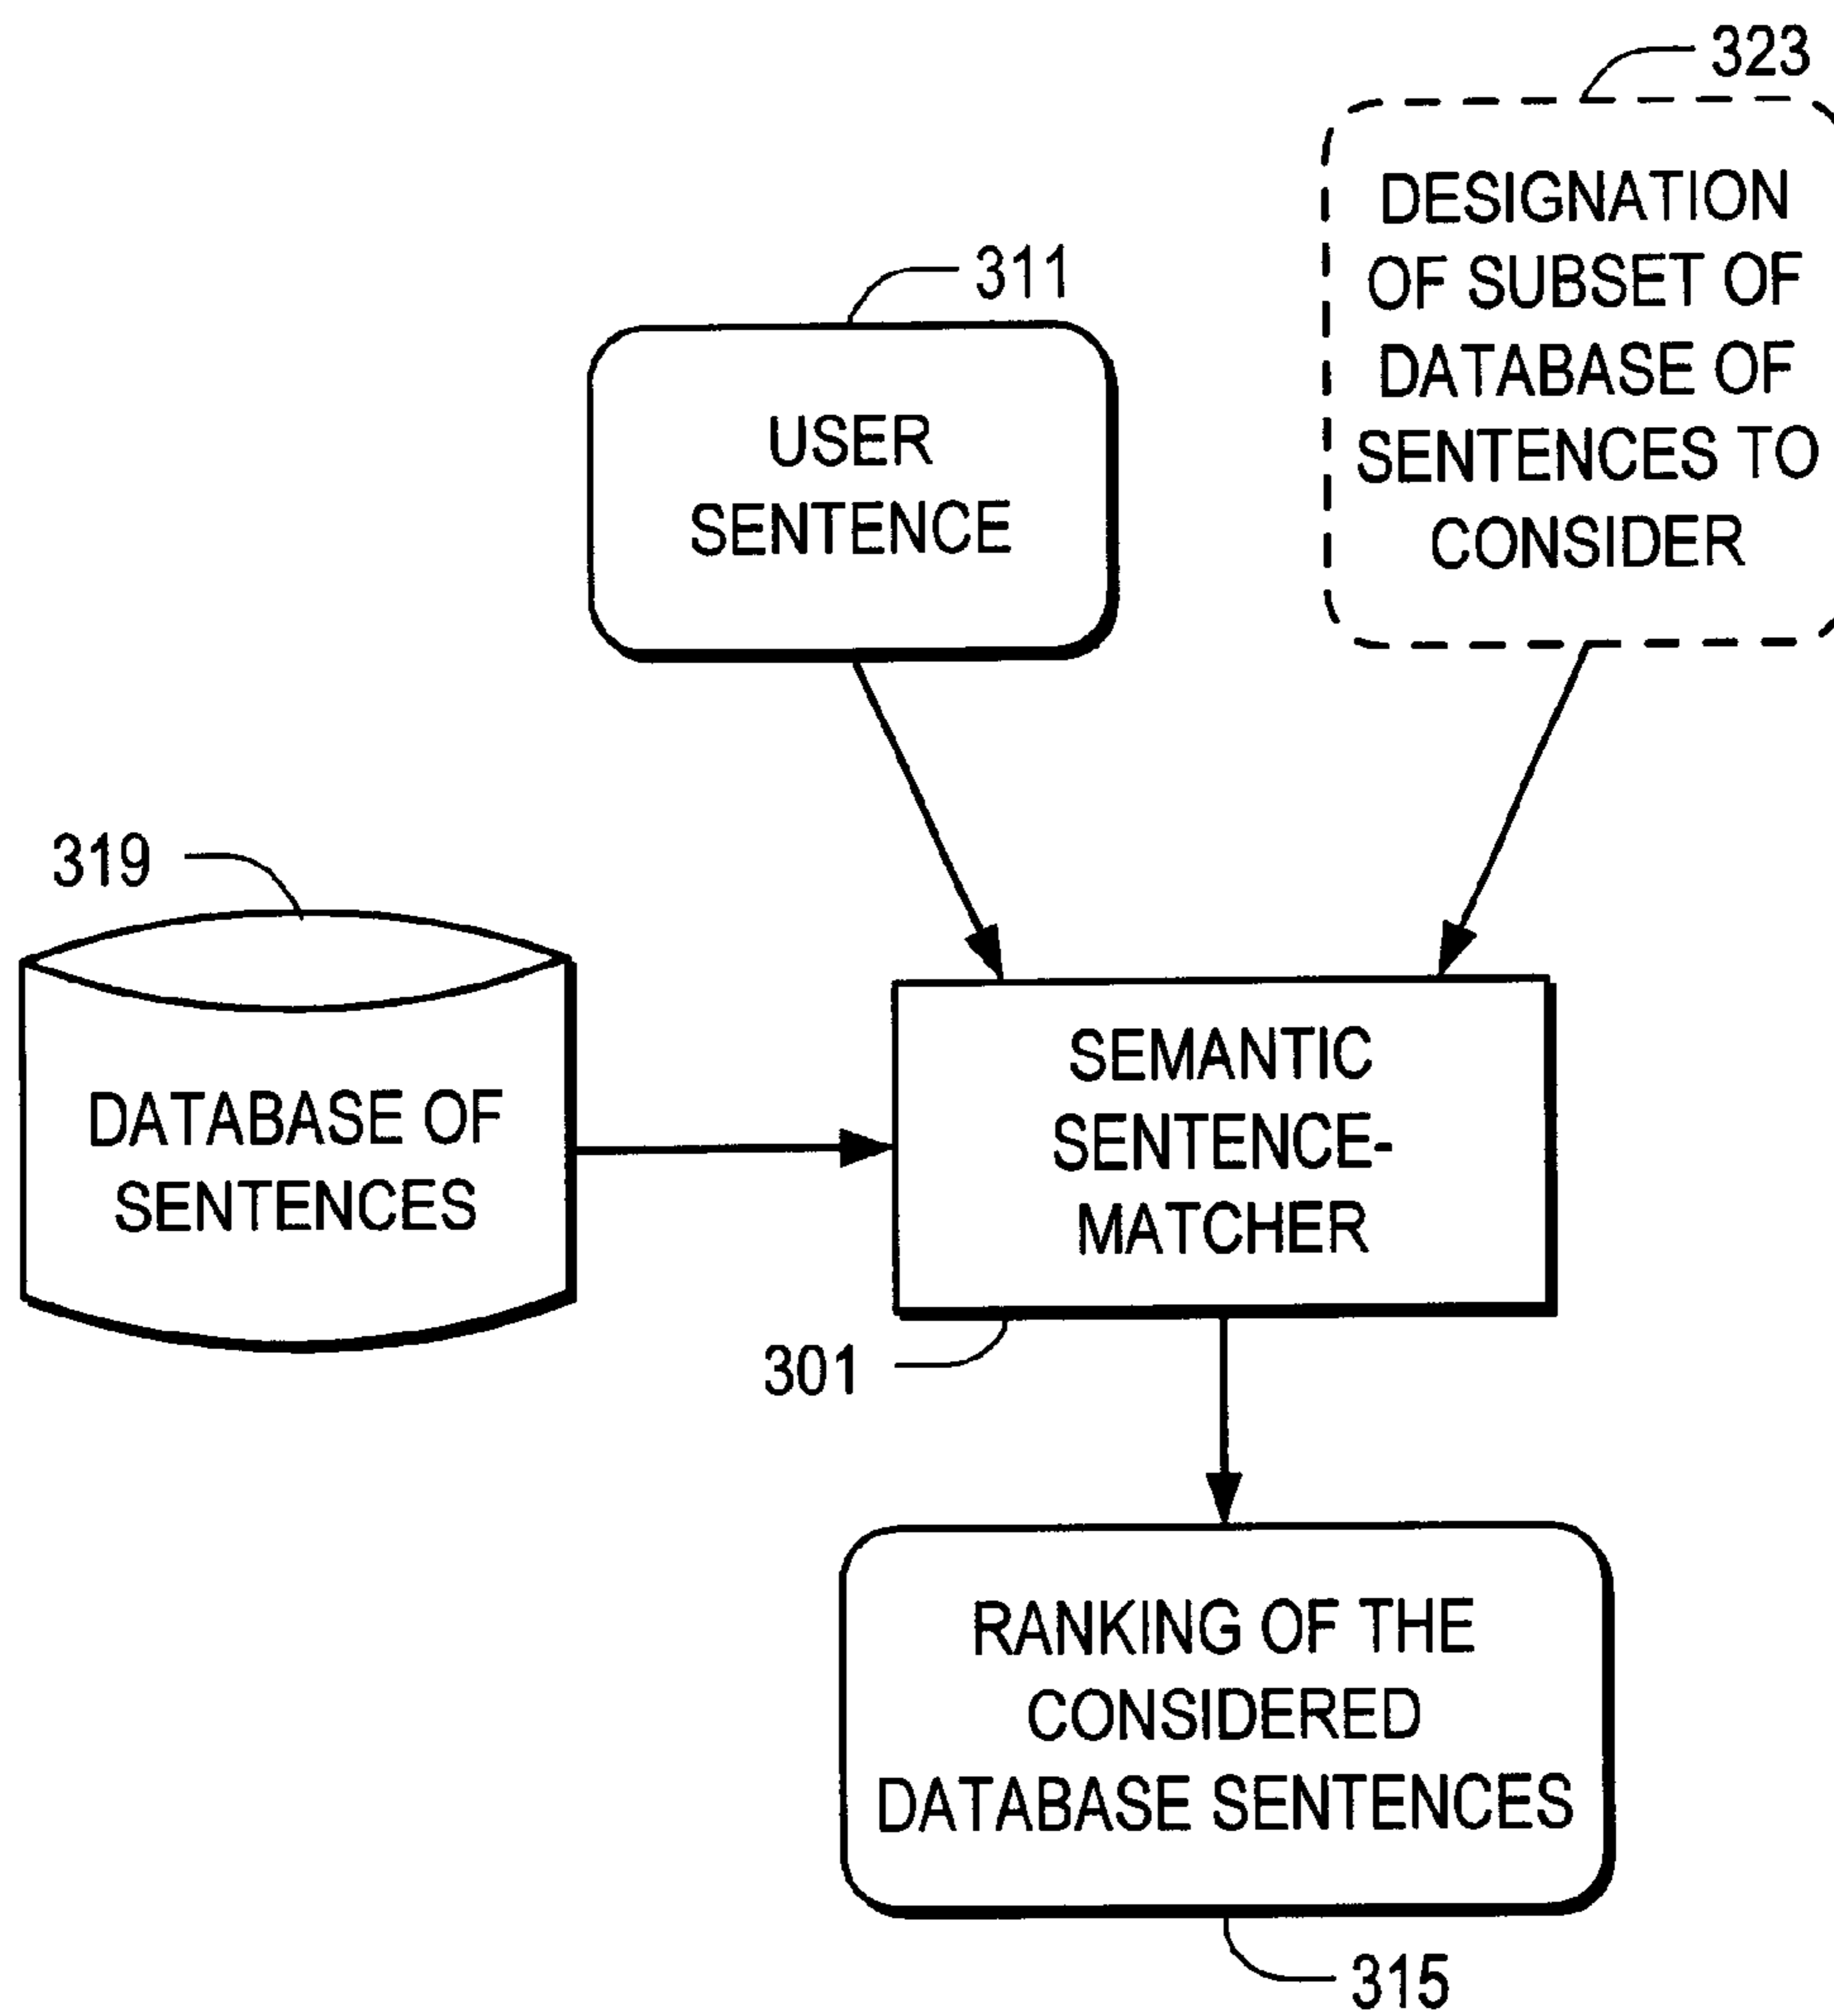 323
DESIGNATION
OF SUBSET OF
DATABASE OF
SENTENCES TO
CONSIDER
311
USER
SENTENCE
319
DATABASE OF
SENTENCES
SEMANTIC
SENTENCE-
MATCHER
301
RANKING OF THE
CONSIDERED
DATABASE SENTENCES
315